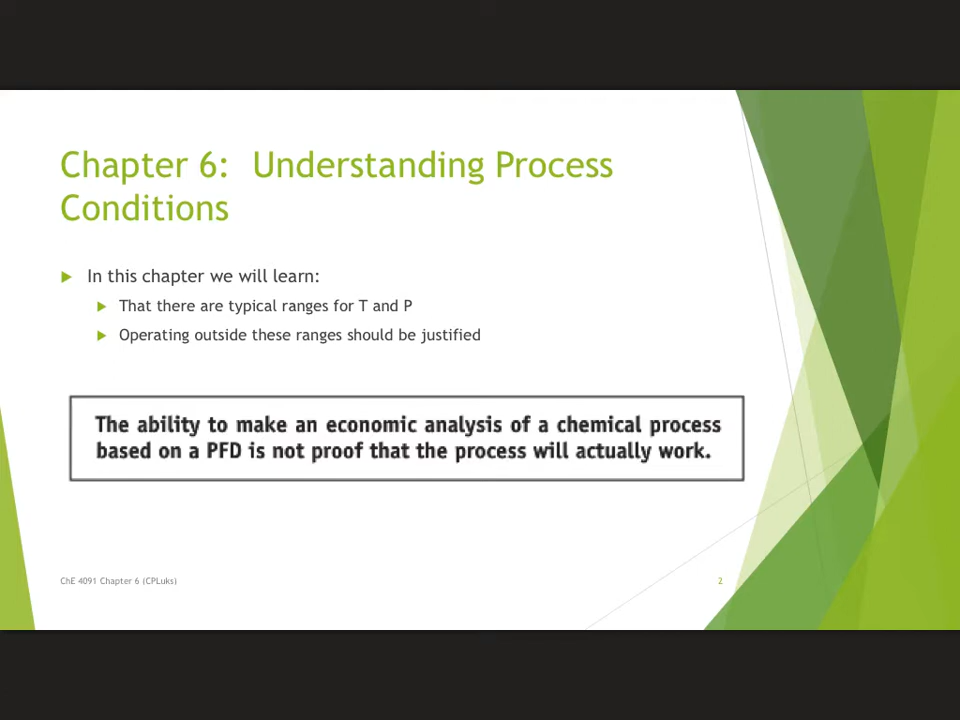 Chapter 6:  Understanding Process
Conditions
In this chapter we will learn:
That there are typical ranges for T and P
Operating outside these ranges should be justified
The ability to make an economic analysis of a chemical process
based on a PFD is not proof that the process will actually work.
ChE 4091 Chapter 6 (CPLuks)
2